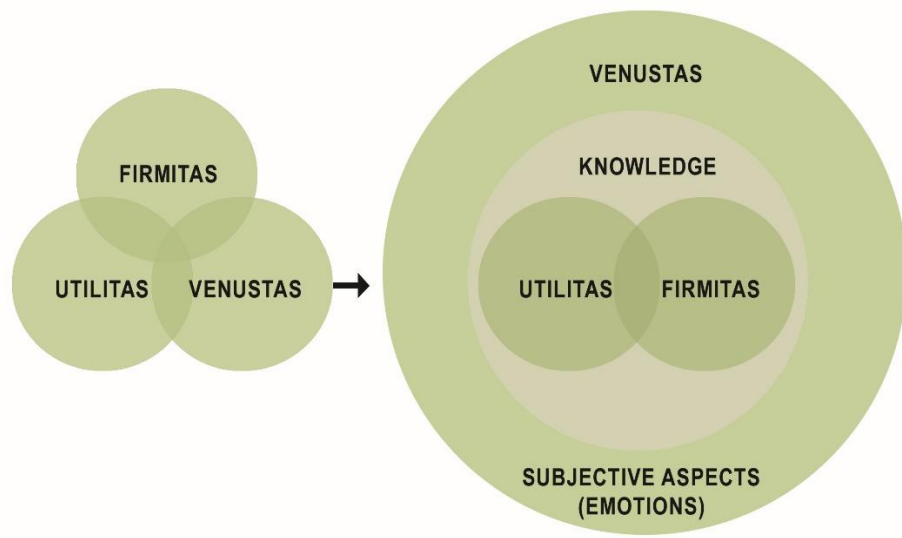 FIRMITAS
UTILITAS
VENUSTAS
VENUSTAS
KNOWLEDGE
UTILITAS
FIRMITAS
SUBJECTIVE ASPECTS
(EMOTIONS)